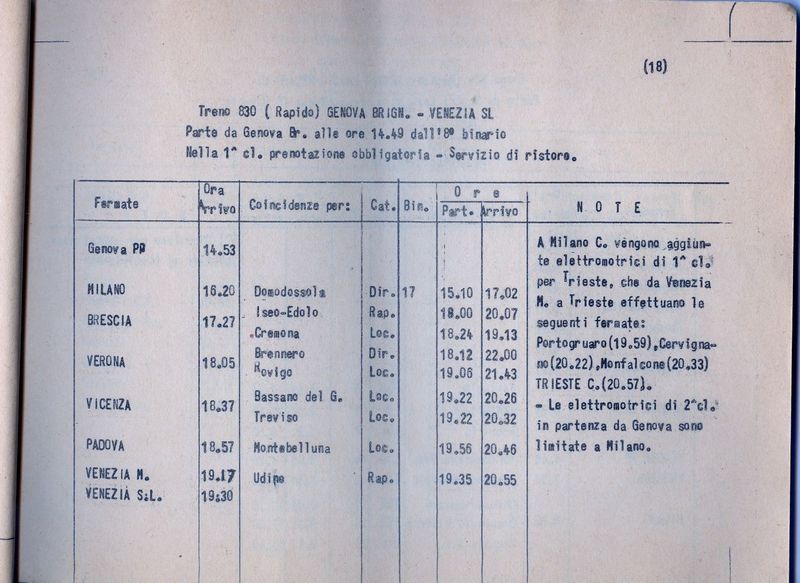 (18)
Treno 830 ( Rapido) GENOVA BRIGN. - VENEZIA SL
Parte da Genova Br. alle ore 14.49 dall'8º binario
Nella 1^ cl. prenotazione obbligatoria - Servizio di ristoro.
Fermate Ora Arrivo Coincidenze per: Cat. Bin. Ore Part. Arrivo NOTE
Genova PP 14.53
MILANO 16.20 Domodossola Dir. 17 15.10 17.02
Iseo-Edolo Rap. 18.00 20.07
BRESCIA 17.27
Cremona Loc. 18.24 19.13
Brennero Dir. 18.12 22.00
VERONA 18.05
Rovigo Loc. 19.06 21.43
Bassano del G. Loc. 19.22 20.26
VICENZA 18.37
Treviso Loc. 19.22 20.32
PADOVA 18.57 Montebelluna Loc. 19.56 20.46
VENEZIA M. 19.17 Udine Rap. 19.35 20.55
VENEZIA S.L. 19.30
A Milano C. vengono aggiun-
te elettromotrici di 1^ cl.
per Trieste, che da Venezia
M. a Trieste effettuano le
seguenti fermate:
Portogruaro(19.59),Cervigna-
no(20.22),Monfalcone(20.33)
TRIESTE C.(20.57).
- Le elettromotrici di 2^cl.
in partenza da Genova sono
limitate a Milano.